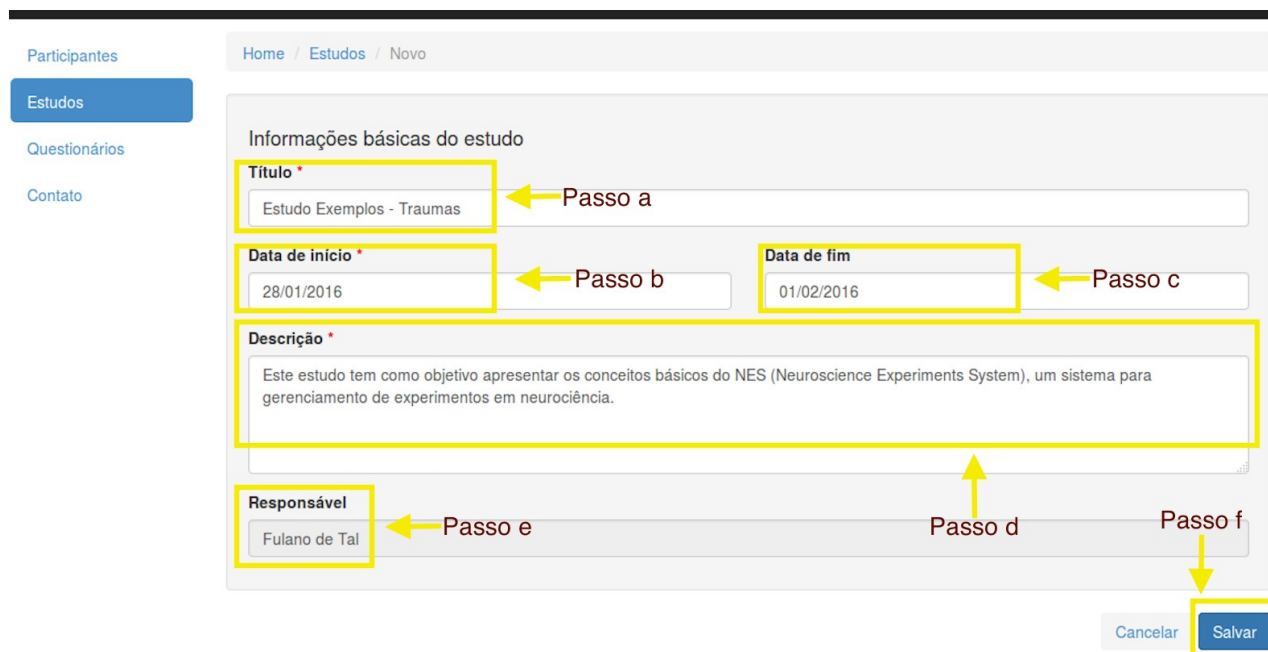 Participantes
Estudos
Questionários
Contato
Home / Estudos / Novo
Informações básicas do estudo
Título *
Estudo Exemplos - Traumas
Passo a
Data de início *
28/01/2016
Passo b
Data de fim
01/02/2016
Passo c
Descrição *
Este estudo tem como objetivo apresentar os conceitos básicos do NES (Neuroscience Experiments System), um sistema para
gerenciamento de experimentos em neurociência.
Passo d
Responsável
Fulano de Tal
Passo e
Passo f
Cancelar
Salvar